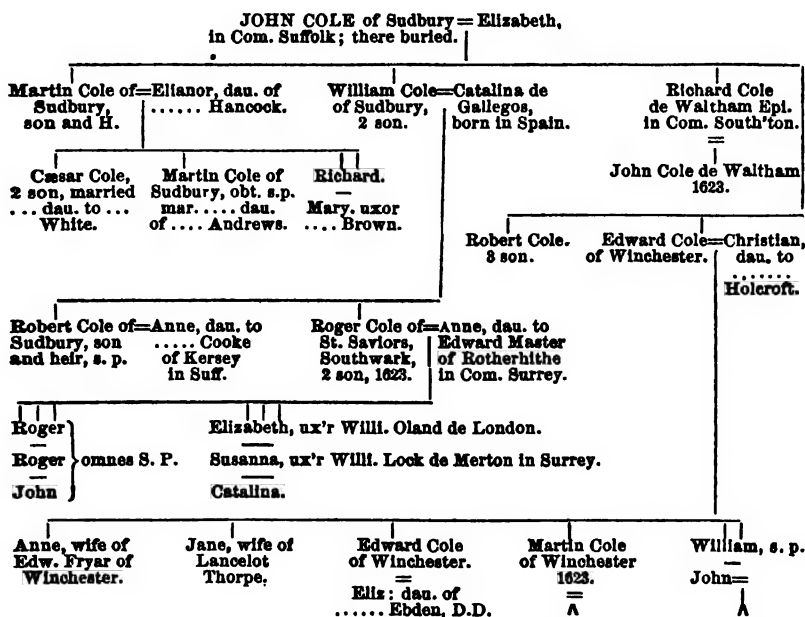 JOHN COLE of Sudbury=Elizabeth,
in Com. Suffolk; there buried.
Martin Cole of=Elianor, dau. of
Sudbury, ...... Hancock.
son and H.
William Cole=Catalina de
of Sudbury, Gallegos,
2 son. born in Spain.
Richard Cole
de Waltham Epi.
in Com. South'ton.
=
John Cole de Waltham
1623.
Cæsar Cole,
2 son, married
... dau. to ...
White.
Martin Cole of
Sudbury, obt. s.p.
mar..... dau.
of .... Andrews.
Richard.
—
Mary. uxor
.... Brown.
Robert Cole.
3 son.
Edward Cole=Christian,
of Winchester. dau. to
.......
Holcroft.
Robert Cole of=Anne, dau. to
Sudbury, son ..... Cooke
and heir, s. p. of Kersey
in Suff.
Roger Cole of=Anne, dau. to
St. Saviors, Edward Master
Southwark, of Rotherhithe
2 son, 1623. in Com. Surrey.
Roger
—
Roger } omnes S. P.
—
John
Elizabeth, ux'r Willi. Oland de London.
—
Susanna, ux'r Willi. Lock de Merton in Surrey.
—
Catalina.
Anne, wife of
Edw. Fryar of
Winchester.
Jane, wife of
Lancelot
Thorpe.
Edward Cole
of Winchester.
=
Eliz: dau. of
...... Ebden, D.D.
Martin Cole
of Winchester
1623.
=
William, s. p.
—
John=